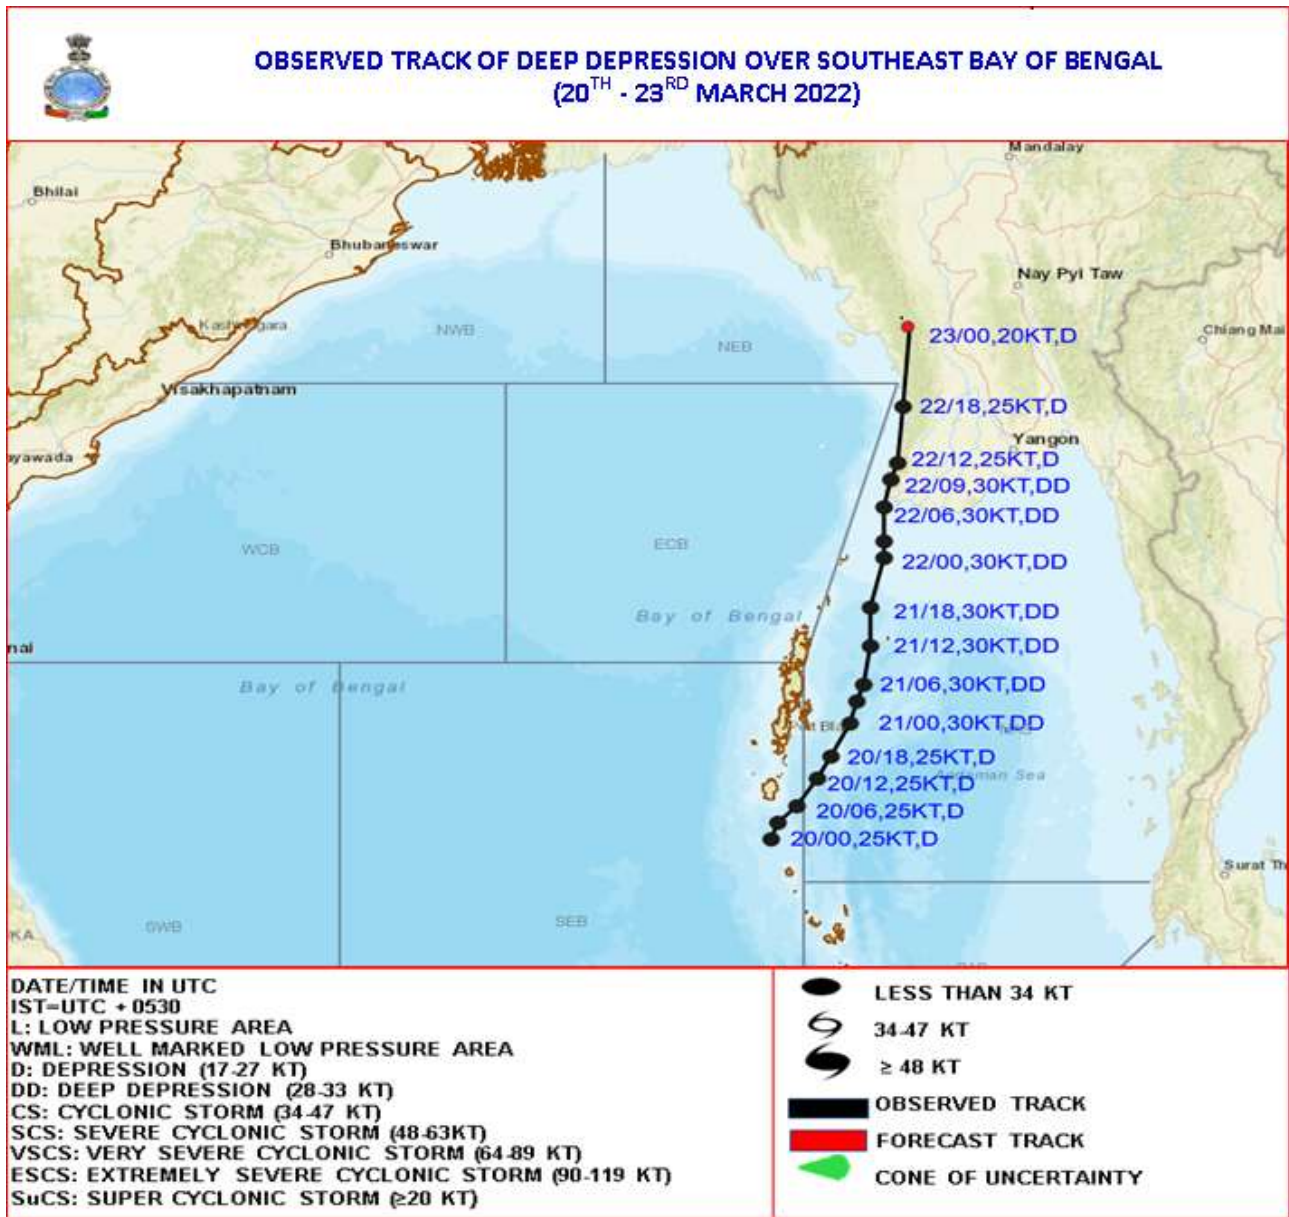 OBSERVED TRACK OF DEEP DEPRESSION OVER SOUTHEAST BAY OF BENGAL
(20TH - 23RD MARCH 2022)
Mandalay
Bhilai
Bhubaneswar
Nay Pyi Taw
NWB
NEB
23/00,20KT,D
Chiang Mai
Visakhapatnam
22/18,25KT,D
Yangon
ayawada
22/12,25KT,D
22/09,30KT,DD
22/06,30KT,DD
WCB
ECB
22/00,30KT,DD
Bay of Bengal
21/18,30KT,DD
nai
21/12,30KT,DD
Bay of Bengal
21/06,30KT,DD
21/00,30KT,DD
20/18,25KT,D
Andaman Sea
20/12,25KT,D
20/06,25KT,D
20/00,25KT,D
Surat Th
SWB
SEB
KA
DATE/TIME IN UTC
IST=UTC + 0530
L: LOW PRESSURE AREA
WML: WELL MARKED LOW PRESSURE AREA
D: DEPRESSION (17-27 KT)
DD: DEEP DEPRESSION (28-33 KT)
CS: CYCLONIC STORM (34-47 KT)
SCS: SEVERE CYCLONIC STORM (48-63KT)
VSCS: VERY SEVERE CYCLONIC STORM (64-89 KT)
ESCS: EXTREMELY SEVERE CYCLONIC STORM (90-119 KT)
SuCS: SUPER CYCLONIC STORM (≥20 KT)
LESS THAN 34 KT
34-47 KT
≥ 48 KT
OBSERVED TRACK
FORECAST TRACK
CONE OF UNCERTAINTY